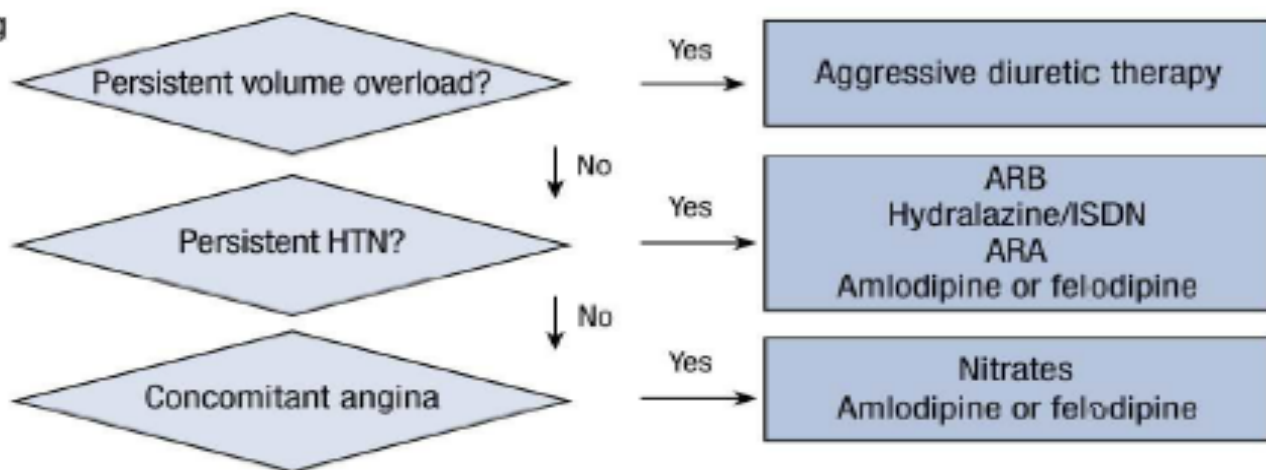 Persistent volume overload?
Yes
Aggressive diuretic therapy
No
Persistent HTN?
Yes
ARB
Hydralazine/ISDN
ARA
Amlodipine or felodipine
No
Concomitant angina
Yes
Nitrates
Amlodipine or felodipine